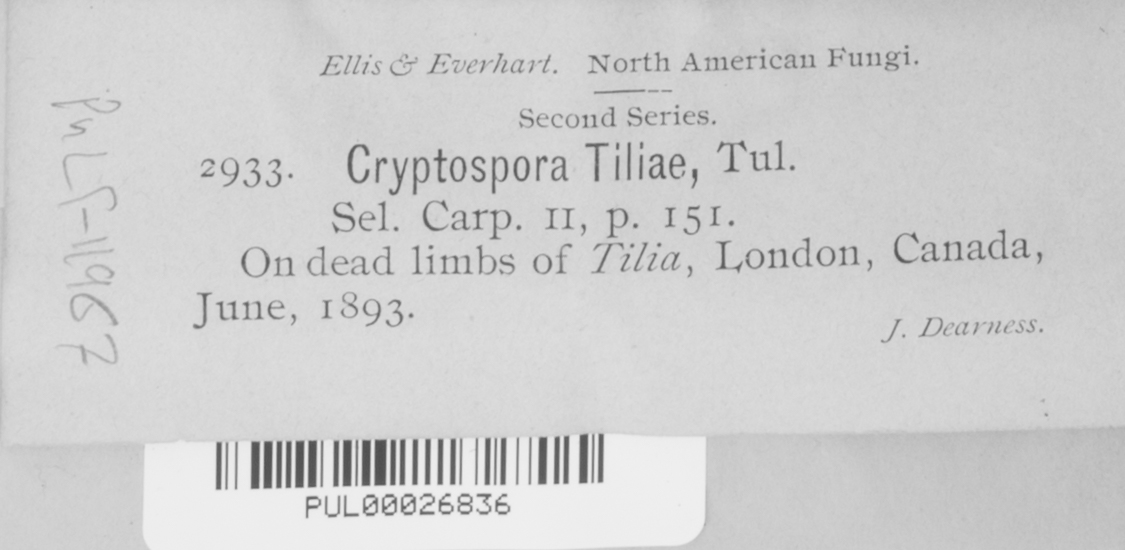 Ellis & Everhart. North American Fungi.
Second Series.
2933. Cryptospora Tiliae, Tul.
Sel. Carp. II, p. 151.
On dead limbs of Tilia, London, Canada,
June, 1893.
J. Dearness.
PUL F-11967
PUL00026836